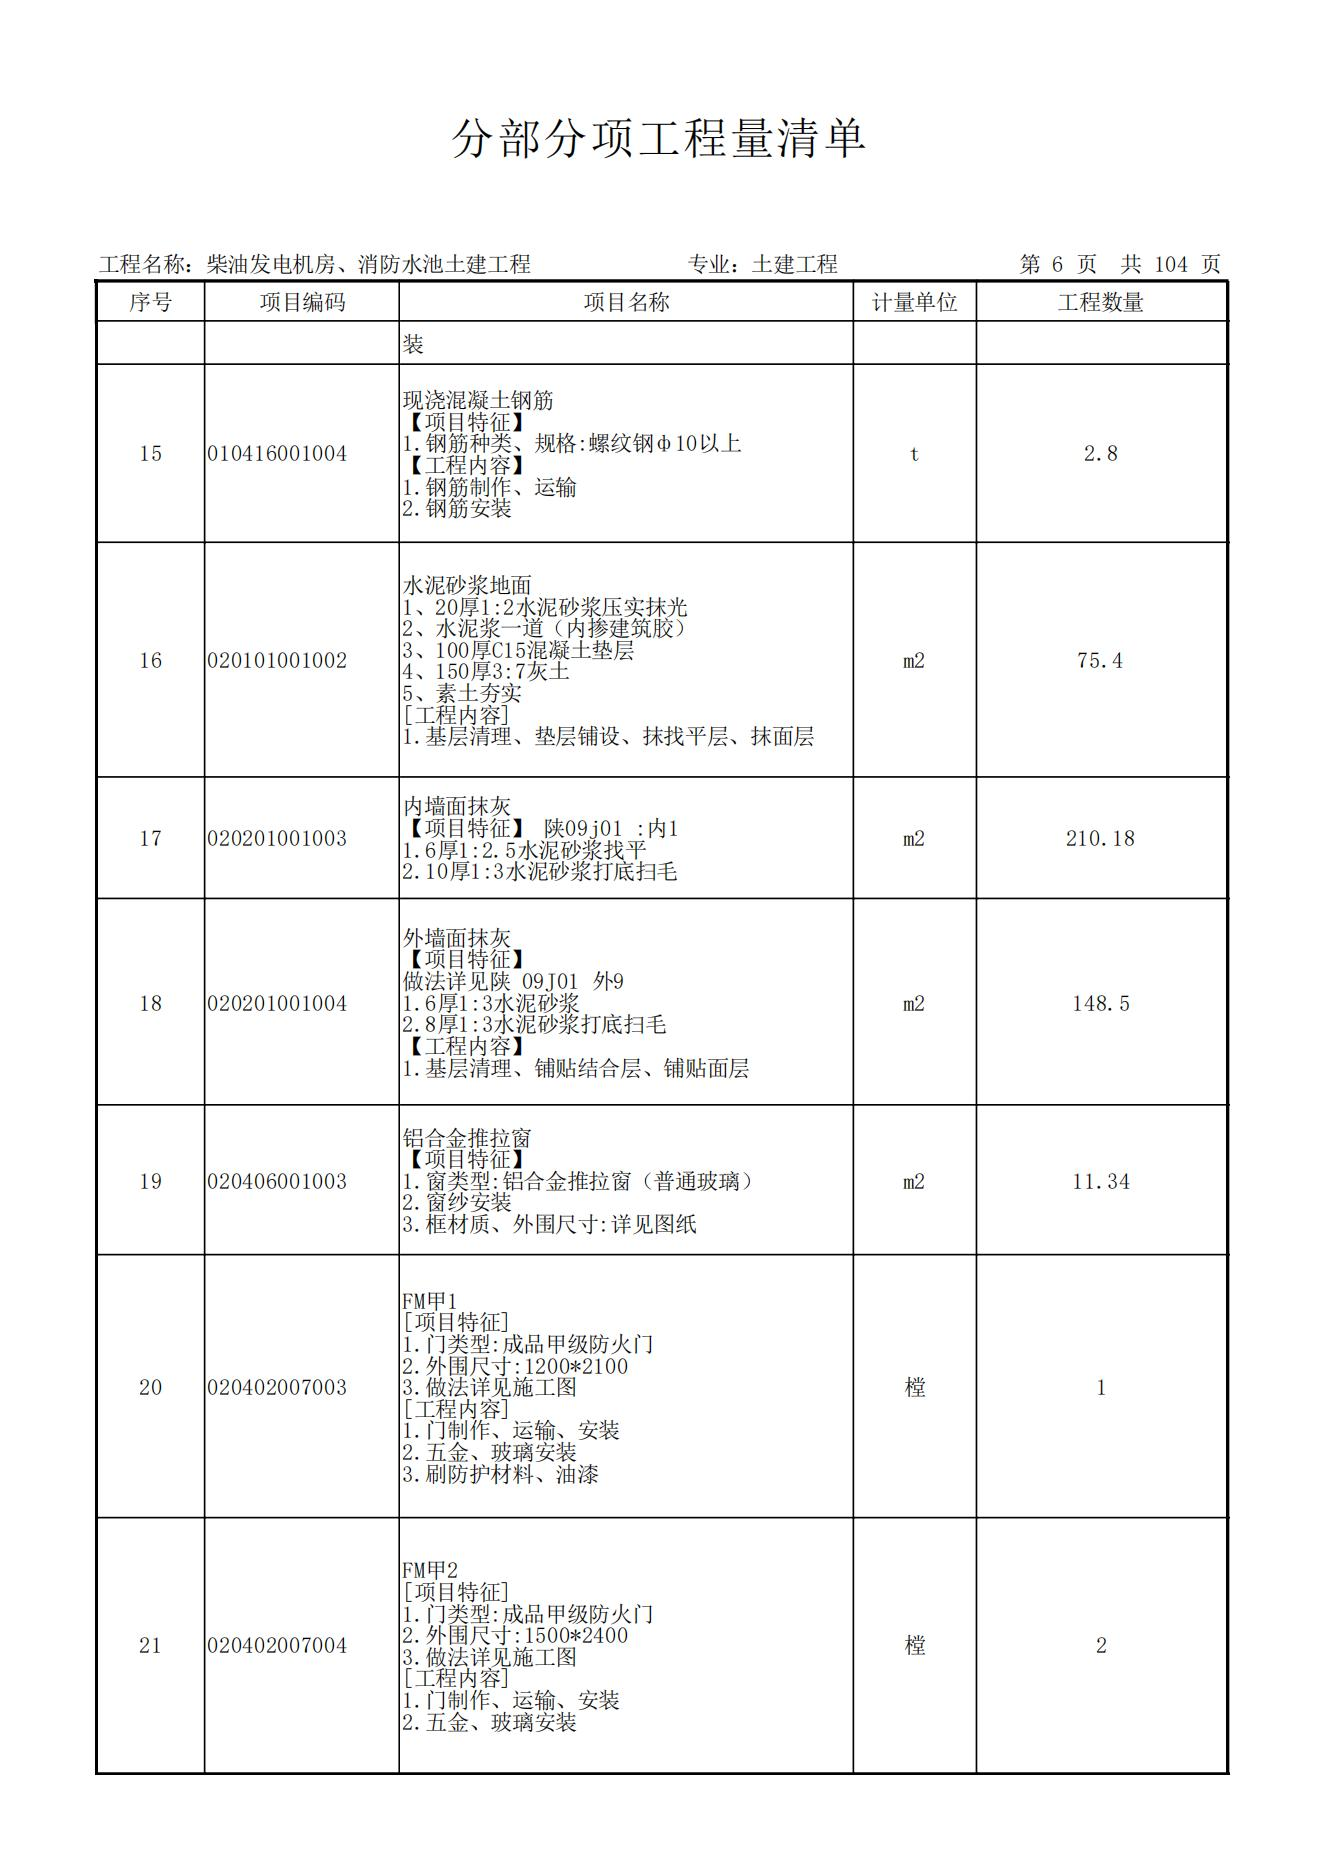 分部分项工程量清单
工程名称：柴油发电机房、消防水池土建工程 专业：土建工程 第 6 页 共 104 页
序号 项目编码 项目名称 计量单位 工程数量
装
现浇混凝土钢筋
【项目特征】
1.钢筋种类、规格:螺纹钢φ10以上
15 010416001004 t 2.8
【工程内容】
1.钢筋制作、运输
2.钢筋安装
水泥砂浆地面
1、20厚1:2水泥砂浆压实抹光
2、水泥浆一道（内掺建筑胶）
3、100厚C15混凝土垫层
16 020101001002 m2 75.4
4、150厚3:7灰土
5、素土夯实
[工程内容]
1.基层清理、垫层铺设、抹找平层、抹面层
内墙面抹灰
【项目特征】 陕09j01 :内1
17 020201001003 m2 210.18
1.6厚1:2.5水泥砂浆找平
2.10厚1:3水泥砂浆打底扫毛
外墙面抹灰
【项目特征】
做法详见陕 09J01 外9
18 020201001004 1.6厚1:3水泥砂浆 m2 148.5
2.8厚1:3水泥砂浆打底扫毛
【工程内容】
1.基层清理、铺贴结合层、铺贴面层
铝合金推拉窗
【项目特征】
19 020406001003 1.窗类型:铝合金推拉窗（普通玻璃） m2 11.34
2.窗纱安装
3.框材质、外围尺寸:详见图纸
FM甲1
[项目特征]
1.门类型:成品甲级防火门
2.外围尺寸:1200*2100
20 020402007003 3.做法详见施工图 樘 1
[工程内容]
1.门制作、运输、安装
2.五金、玻璃安装
3.刷防护材料、油漆
FM甲2
[项目特征]
1.门类型:成品甲级防火门
2.外围尺寸:1500*2400
21 020402007004 樘 2
3.做法详见施工图
[工程内容]
1.门制作、运输、安装
2.五金、玻璃安装